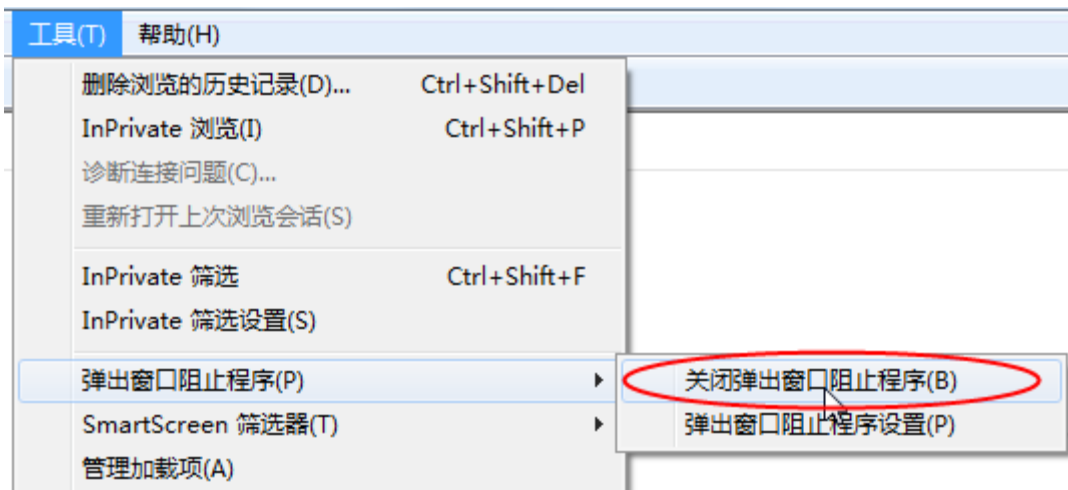 工具(T) 帮助(H)
删除浏览的历史记录(D)... Ctrl+Shift+Del
InPrivate 浏览(I) Ctrl+Shift+P
诊断连接问题(C)...
重新打开上次浏览会话(S)
InPrivate 筛选 Ctrl+Shift+F
InPrivate 筛选设置(S)
弹出窗口阻止程序(P) 关闭弹出窗口阻止程序(B)
SmartScreen 筛选器(T) 弹出窗口阻止程序设置(P)
管理加载项(A)